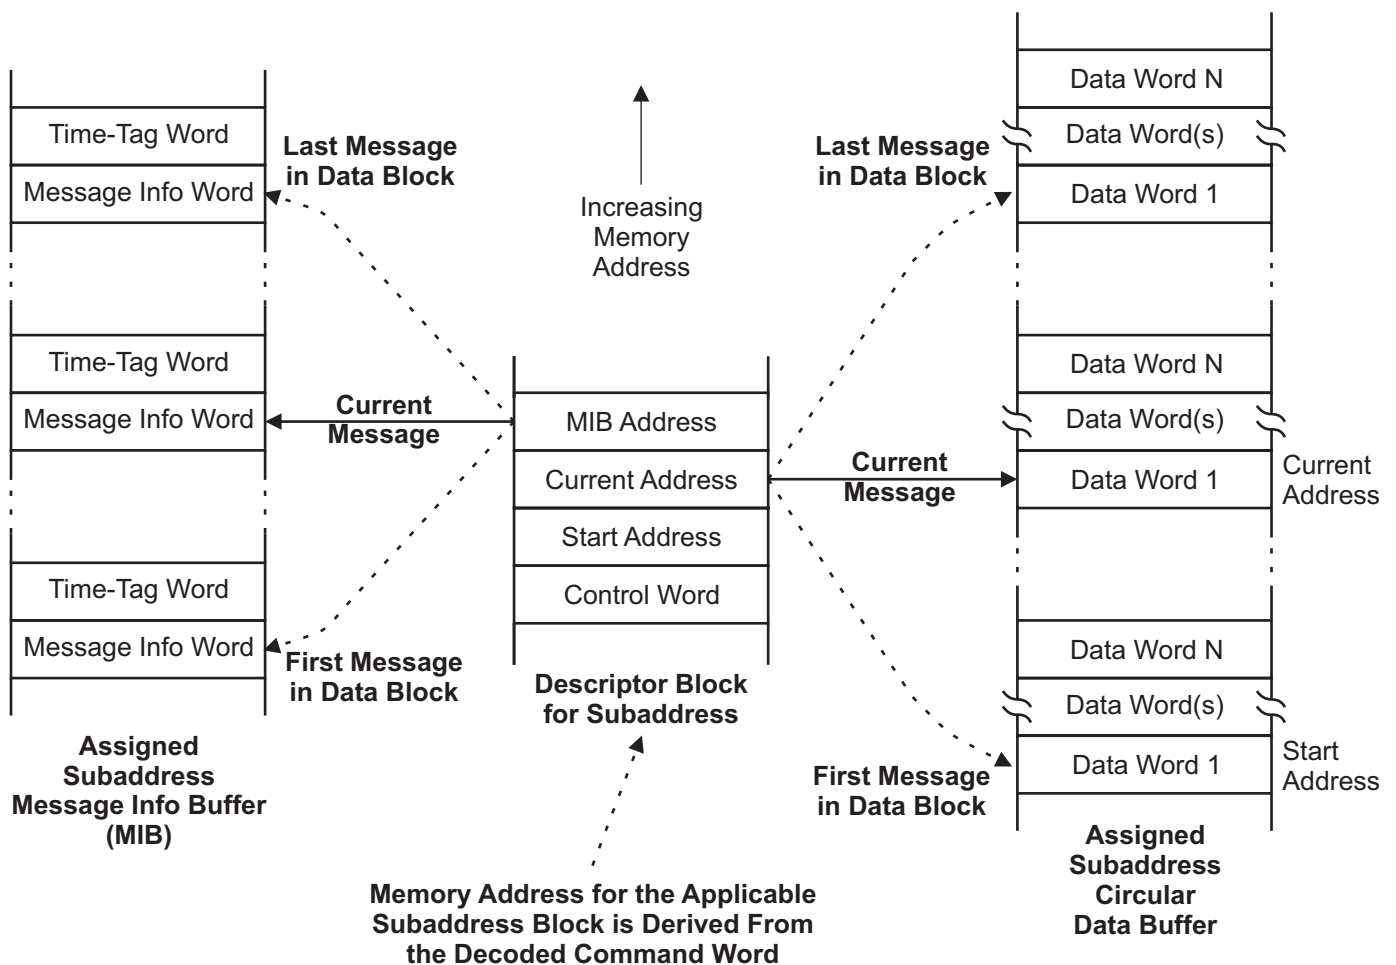 Time-Tag Word
Message Info Word
Time-Tag Word
Message Info Word
Time-Tag Word
Message Info Word
Assigned
Subaddress
Message Info Buffer
(MIB)
Last Message
in Data Block
Current
Message
First Message
in Data Block
Increasing
Memory
Address
MIB Address
Current Address
Start Address
Control Word
Descriptor Block
for Subaddress
Memory Address for the Applicable
Subaddress Block is Derived From
the Decoded Command Word
Last Message
in Data Block
Current
Message
First Message
in Data Block
Data Word N
Data Word(s)
Data Word 1
Data Word N
Data Word(s)
Data Word 1
Current
Address
Data Word N
Data Word(s)
Data Word 1
Start
Address
Assigned
Subaddress
Circular
Data Buffer